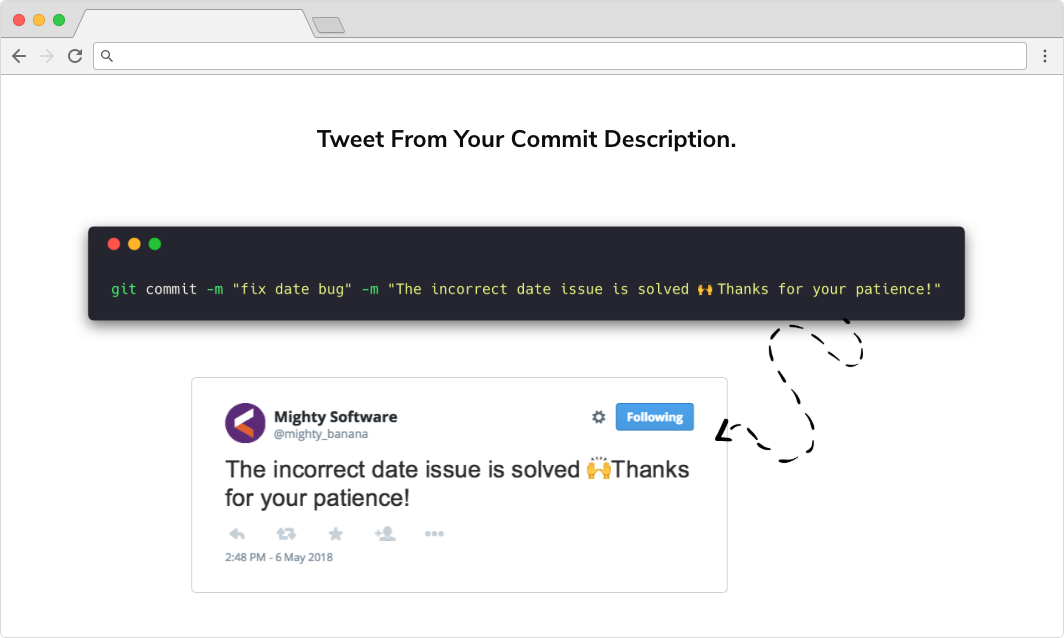 Tweet From Your Commit Description.
git commit -m "fix date bug" -m "The incorrect date issue is solved 🙌 Thanks for your patience!"
Mighty Software
@mighty_banana
Following
The incorrect date issue is solved 🙌Thanks
for your patience!
2:48 PM - 6 May 2018